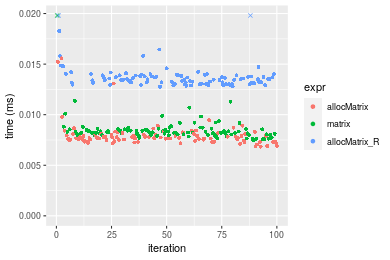 0.020
0.015
0.010
0.005
0.000
time (ms)
0
25
50
75
100
iteration
expr
allocMatrix
matrix
allocMatrix_R